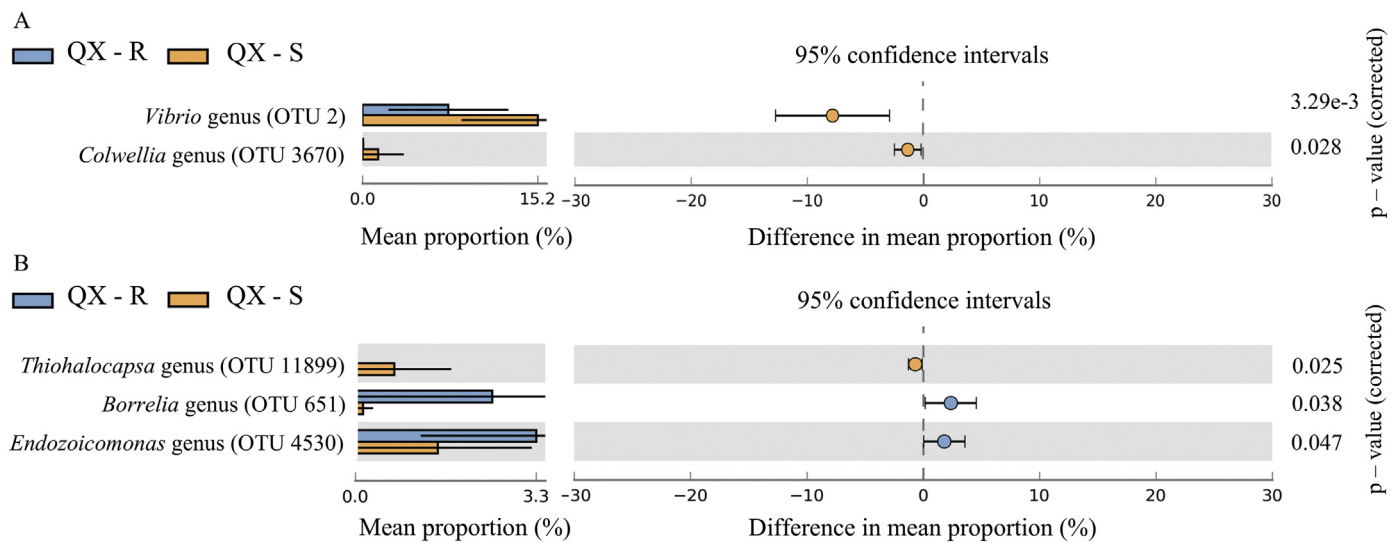 A
QX - R QX - S
95% confidence intervals
Vibrio genus (OTU 2)
3.29e-3
Colwellia genus (OTU 3670)
0.028
p – value (corrected)
0.0 15.2 −30 −20 −10 0 10 20 30
Mean proportion (%) Difference in mean proportion (%)
B
QX - R QX - S
95% confidence intervals
Thiohalocapsa genus (OTU 11899)
0.025
Borrelia genus (OTU 651)
0.038
Endozoicomonas genus (OTU 4530)
0.047
p – value (corrected)
0.0 3.3 −30 −20 −10 0 10 20 30
Mean proportion (%) Difference in mean proportion (%)